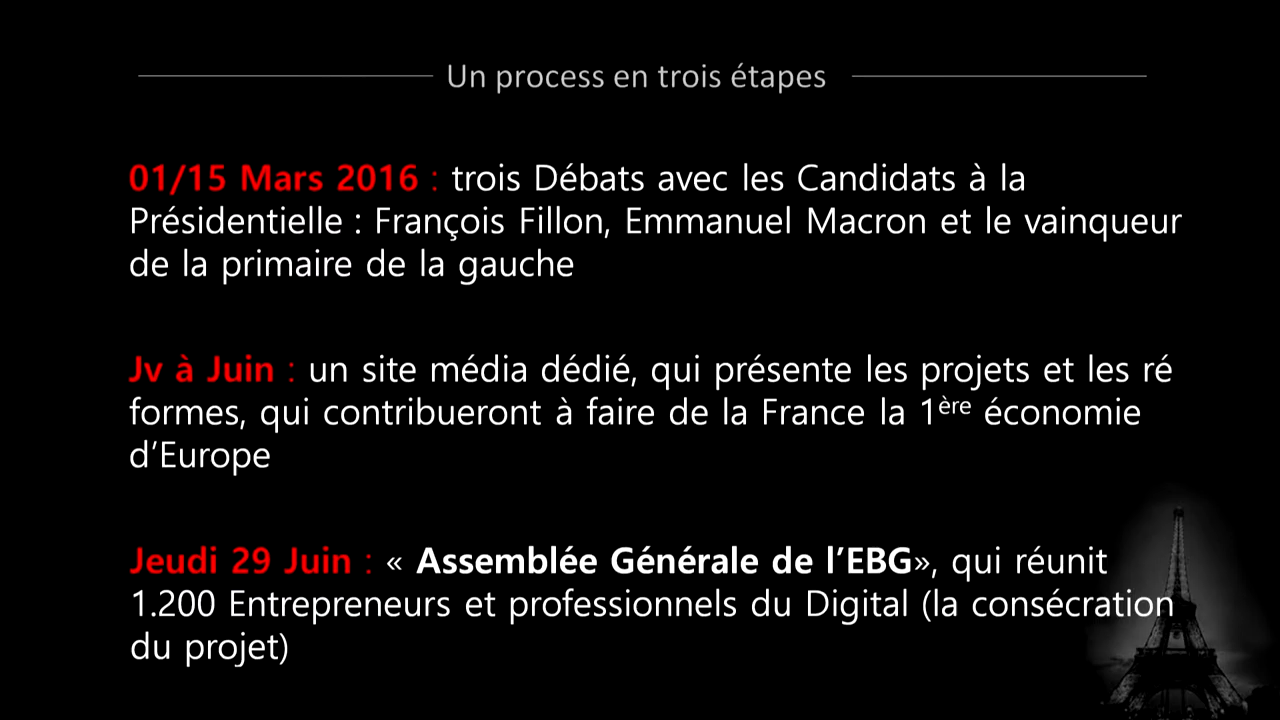 Un process en trois étapes
01/15 Mars 2016 : trois Débats avec les Candidats à la
Présidentielle : François Fillon, Emmanuel Macron et le vainqueur
de la primaire de la gauche
Jv à Juin : un site média dédié, qui présente les projets et les ré
formes, qui contribueront à faire de la France la 1ère économie
d’Europe
Jeudi 29 Juin : « Assemblée Générale de l’EBG», qui réunit
1.200 Entrepreneurs et professionnels du Digital (la consécration
du projet)